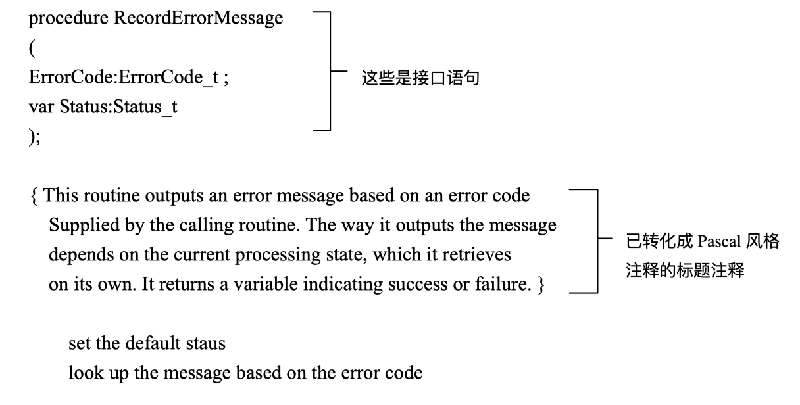 procedure RecordErrorMessage
(
ErrorCode:ErrorCode_t ;
var Status:Status_t
);
这些是接口语句
{ This routine outputs an error message based on an error code
Supplied by the calling routine. The way it outputs the message
depends on the current processing state, which it retrieves
on its own. It returns a variable indicating success or failure. }
已转化成 Pascal 风格
注释的标题注释
set the default staus
look up the message based on the error code